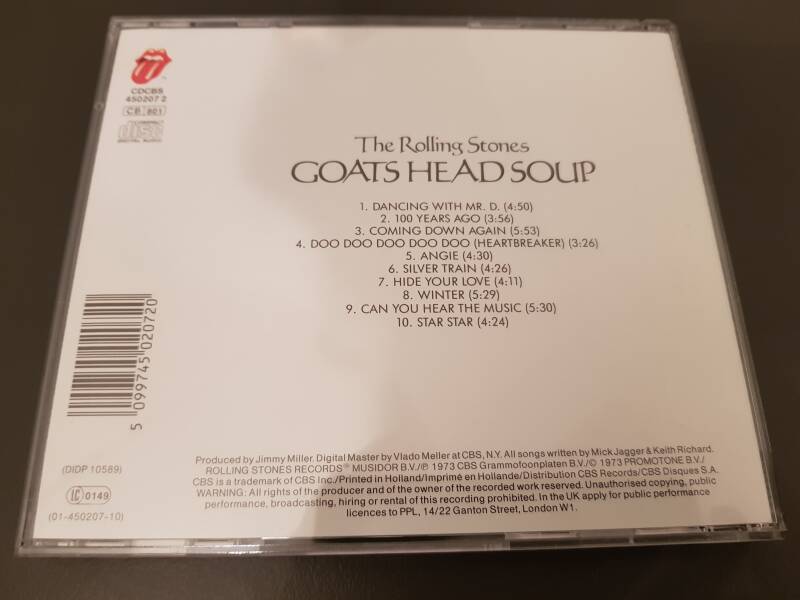 CDCBS
450207 2
CB 801
COMPACT
disc
DIGITAL AUDIO
The Rolling Stones
GOATS HEAD SOUP
1. DANCING WITH MR. D. (4:50)
2. 100 YEARS AGO (3:56)
3. COMING DOWN AGAIN (5:53)
4. DOO DOO DOO DOO DOO (HEARTBREAKER) (3:26)
5. ANGIE (4:30)
6. SILVER TRAIN (4:26)
7. HIDE YOUR LOVE (4:11)
8. WINTER (5:29)
9. CAN YOU HEAR THE MUSIC (5:30)
10. STAR STAR (4:24)
5 099745 020720
(DIDP 10589)
LC 0149
(01-450207-10)
Produced by Jimmy Miller. Digital Master by Vlado Meller at CBS, N.Y. All songs written by Mick Jagger & Keith Richard.
ROLLING STONES RECORDS® MUSIDOR B.V./℗ 1973 CBS Grammofoonplaten B.V./© 1973 PROMOTONE B.V./
CBS is a trademark of CBS Inc./Printed in Holland/Imprimé en Hollande/Distribution CBS Records/CBS Disques S.A.
WARNING: All rights of the producer and of the owner of the recorded work reserved. Unauthorised copying, public
performance, broadcasting, hiring or rental of this recording prohibited. In the UK apply for public performance
licences to PPL, 14/22 Ganton Street, London W1.